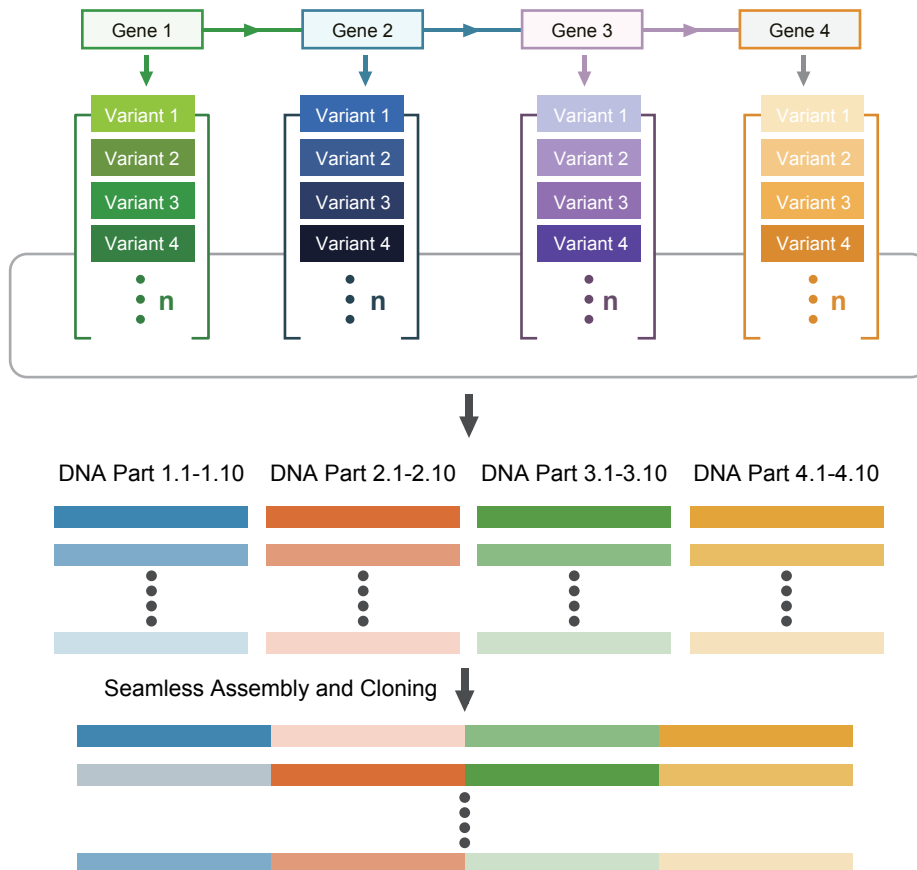 Gene 1 Gene 2 Gene 3 Gene 4
Variant 1 Variant 1 Variant 1 Variant 1
Variant 2 Variant 2 Variant 2 Variant 2
Variant 3 Variant 3 Variant 3 Variant 3
Variant 4 Variant 4 Variant 4 Variant 4
n n n n
DNA Part 1.1-1.10 DNA Part 2.1-2.10 DNA Part 3.1-3.10 DNA Part 4.1-4.10
Seamless Assembly and Cloning